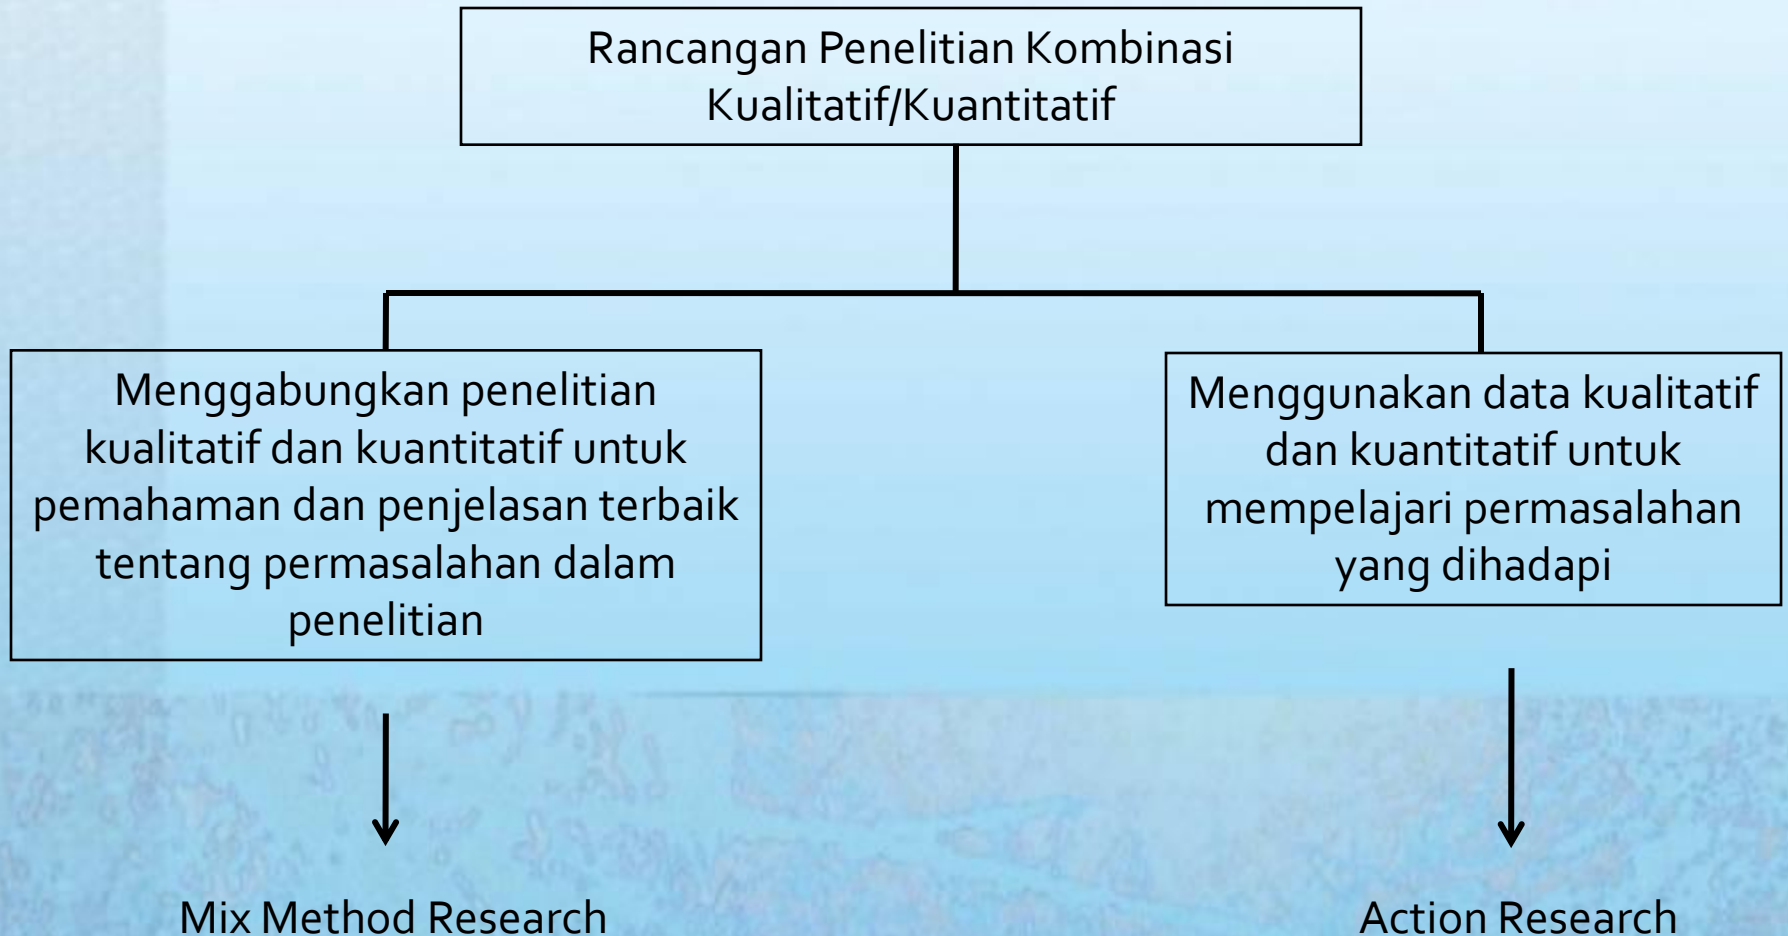 Rancangan Penelitian Kombinasi
Kualitatif/Kuantitatif
Menggabungkan penelitian
kualitatif dan kuantitatif untuk
pemahaman dan penjelasan terbaik
tentang permasalahan dalam
penelitian
Menggunakan data kualitatif
dan kuantitatif untuk
mempelajari permasalahan
yang dihadapi
Mix Method Research
Action Research